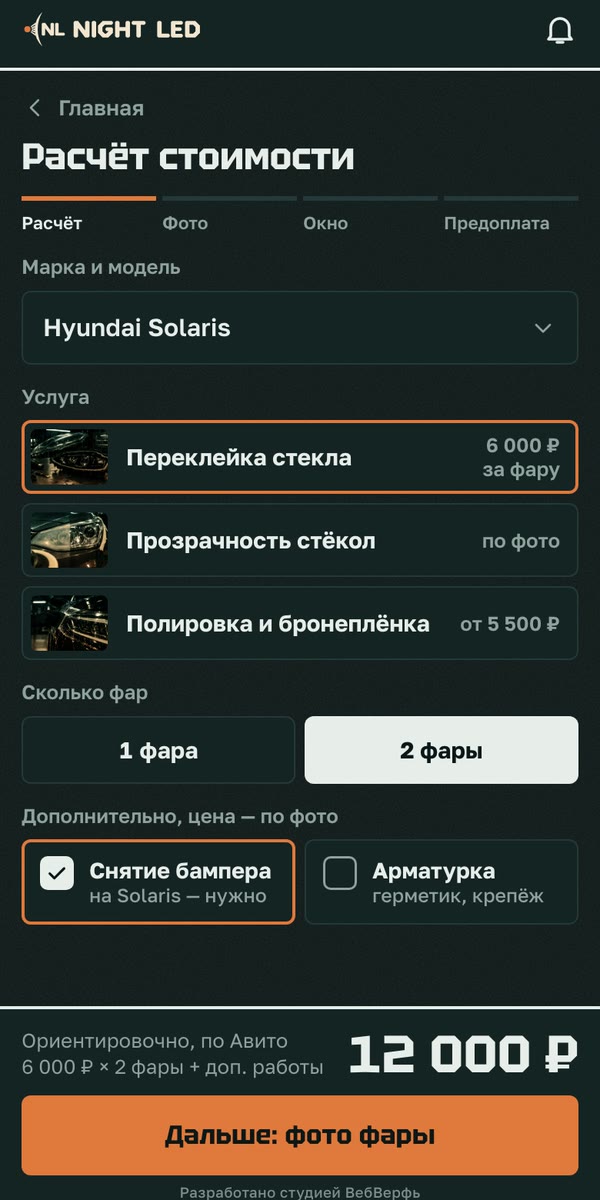 NL NIGHT LED
Главная
Расчёт стоимости
Расчёт
Фото
Окно
Предоплата
Марка и модель
Hyundai Solaris
Услуга
Переклейка стекла
6 000 ₽
за фару
Прозрачность стёкол
по фото
Полировка и бронеплёнка
от 5 500 ₽
Сколько фар
1 фара
2 фары
Дополнительно, цена — по фото
Снятие бампера
на Solaris — нужно
Арматурка
герметик, крепёж
Ориентировочно, по Авито
6 000 ₽ × 2 фары + доп. работы
12 000 ₽
Дальше: фото фары
Разработано студией ВебВерфь